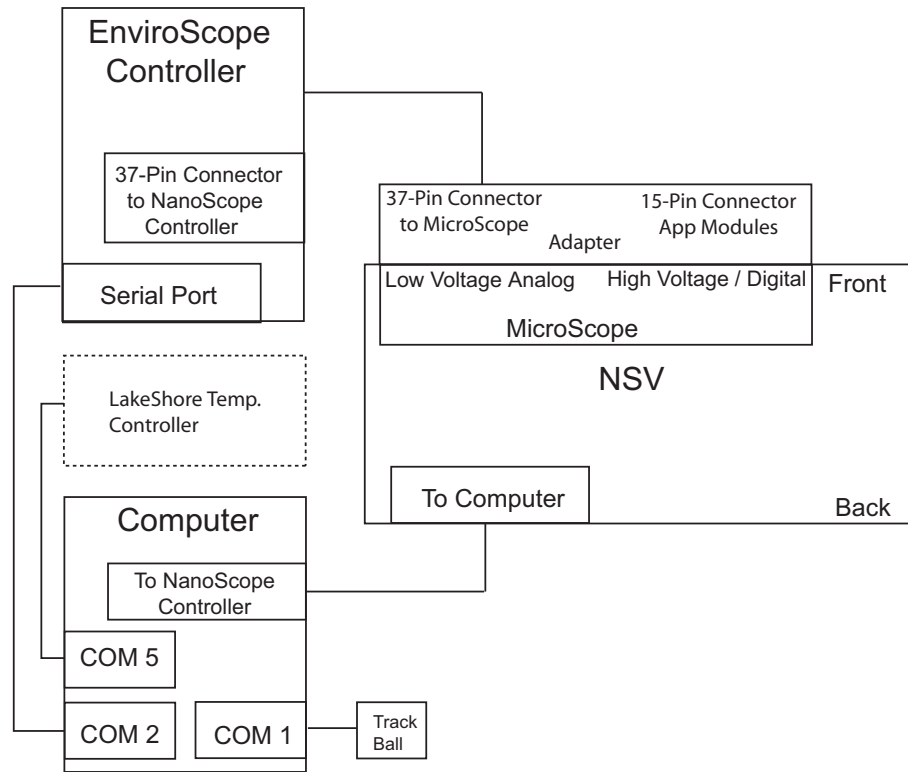 EnviroScope
Controller
37-Pin Connector
to NanoScope
Controller
Serial Port
37-Pin Connector
to MicroScope
15-Pin Connector
App Modules
Adapter
Low Voltage Analog
High Voltage / Digital
Front
MicroScope
NSV
LakeShore Temp.
Controller
To Computer
Back
Computer
To NanoScope
Controller
COM 5
COM 2
COM 1
Track
Ball